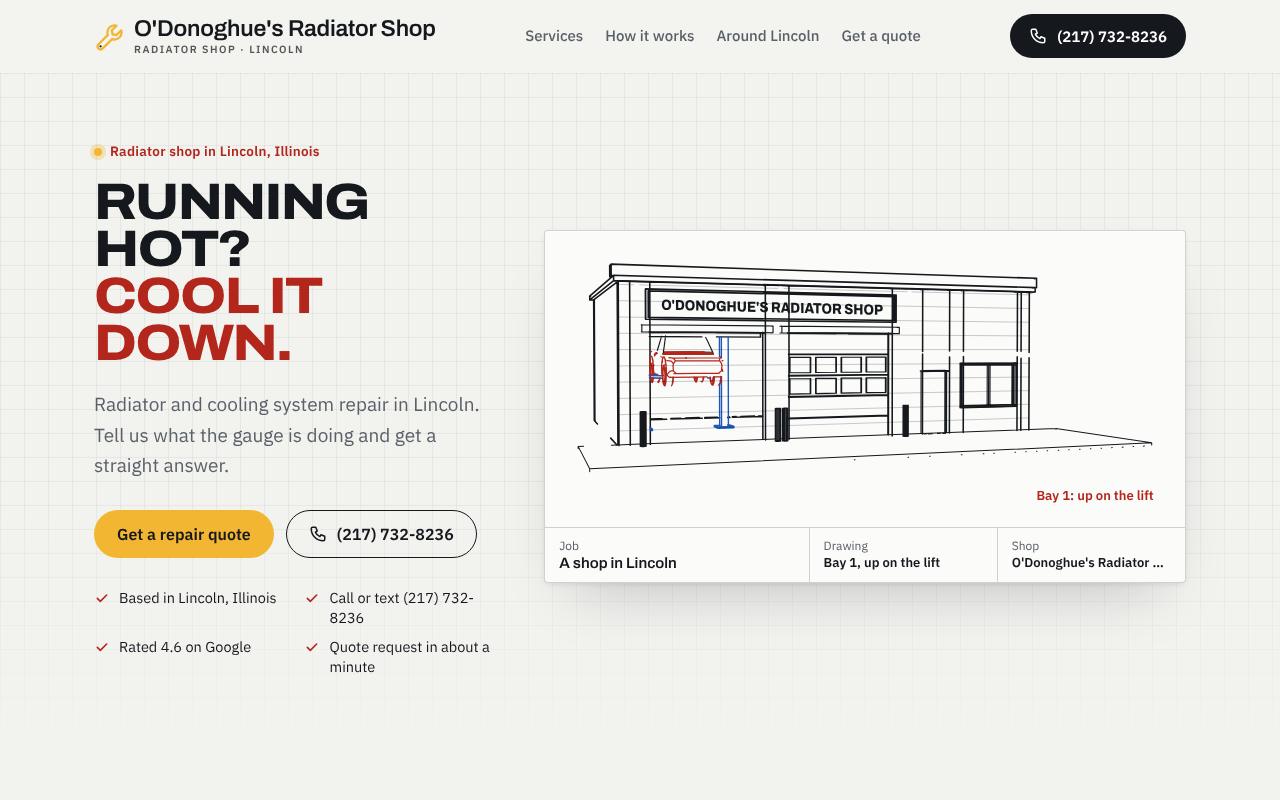 O'Donoghue's Radiator Shop
RADIATOR SHOP · LINCOLN
Services
How it works
Around Lincoln
Get a quote
(217) 732-8236
Radiator shop in Lincoln, Illinois
RUNNING
HOT?
COOL IT
DOWN.
Radiator and cooling system repair in Lincoln.
Tell us what the gauge is doing and get a
straight answer.
Get a repair quote
(217) 732-8236
Based in Lincoln, Illinois
Call or text (217) 732-
8236
Rated 4.6 on Google
Quote request in about a
minute
O'DONOGHUE'S RADIATOR SHOP
Bay 1: up on the lift
Job
A shop in Lincoln
Drawing
Bay 1, up on the lift
Shop
O'Donoghue's Radiator ...